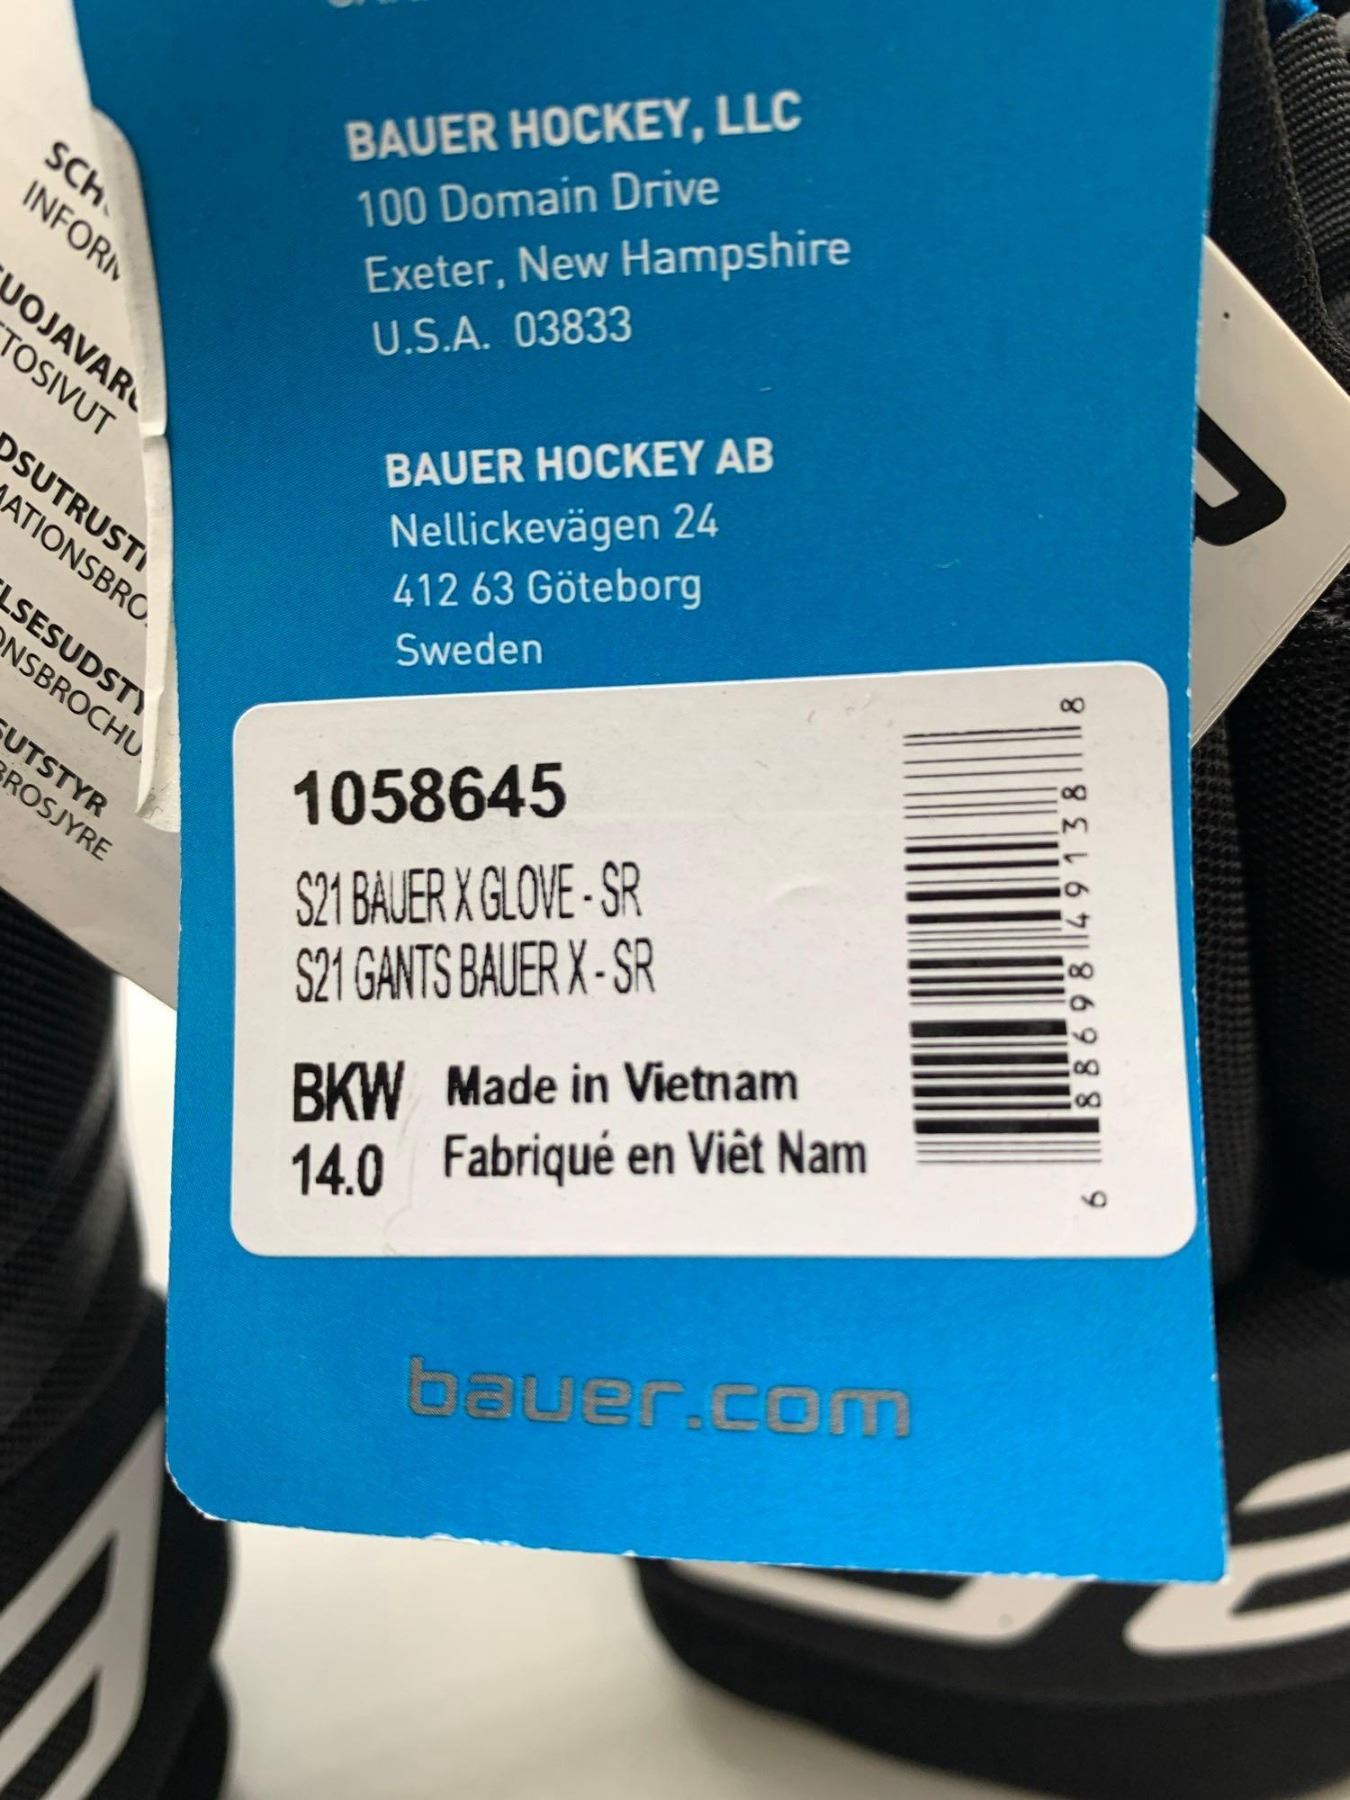 BAUER HOCKEY, LLC
100 Domain Drive
Exeter, New Hampshire
U.S.A. 03833
BAUER HOCKEY AB
Nellickevägen 24
412 63 Göteborg
Sweden
1058645
S21 BAUER X GLOVE - SR
S21 GANTS BAUER X - SR
BKW Made in Vietnam
14.0 Fabriqué en Viêt Nam
6 88698 49138 8
bauer.com
SUTSTYR